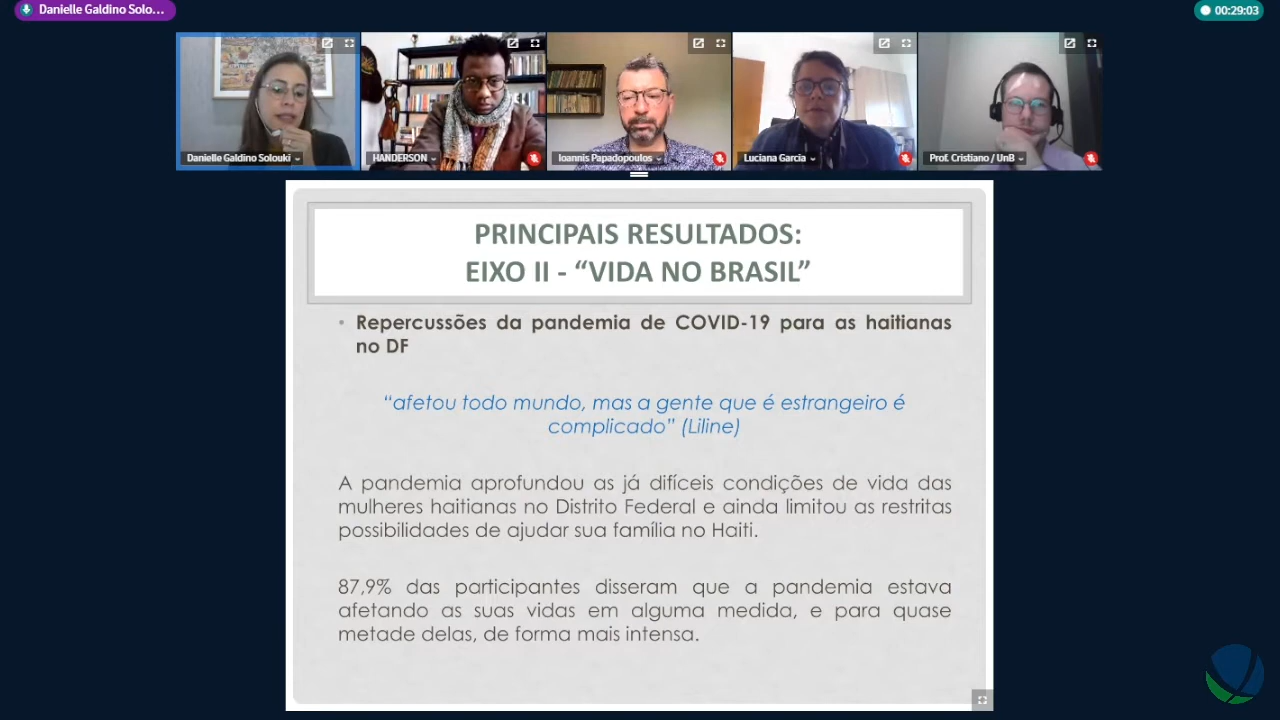 Danielle Galdino Solo...
00:29:03
Danielle Galdino Solouki
HANDERSON
Ioannis Papadopoulos
Luciana Garcia
Prof. Cristiano / UnB
PRINCIPAIS RESULTADOS:
EIXO II - “VIDA NO BRASIL”
• Repercussões da pandemia de COVID-19 para as haitianas
no DF
“afetou todo mundo, mas a gente que é estrangeiro é
complicado” (Liline)
A pandemia aprofundou as já difíceis condições de vida das
mulheres haitianas no Distrito Federal e ainda limitou as restritas
possibilidades de ajudar sua família no Haiti.
87,9% das participantes disseram que a pandemia estava
afetando as suas vidas em alguma medida, e para quase
metade delas, de forma mais intensa.